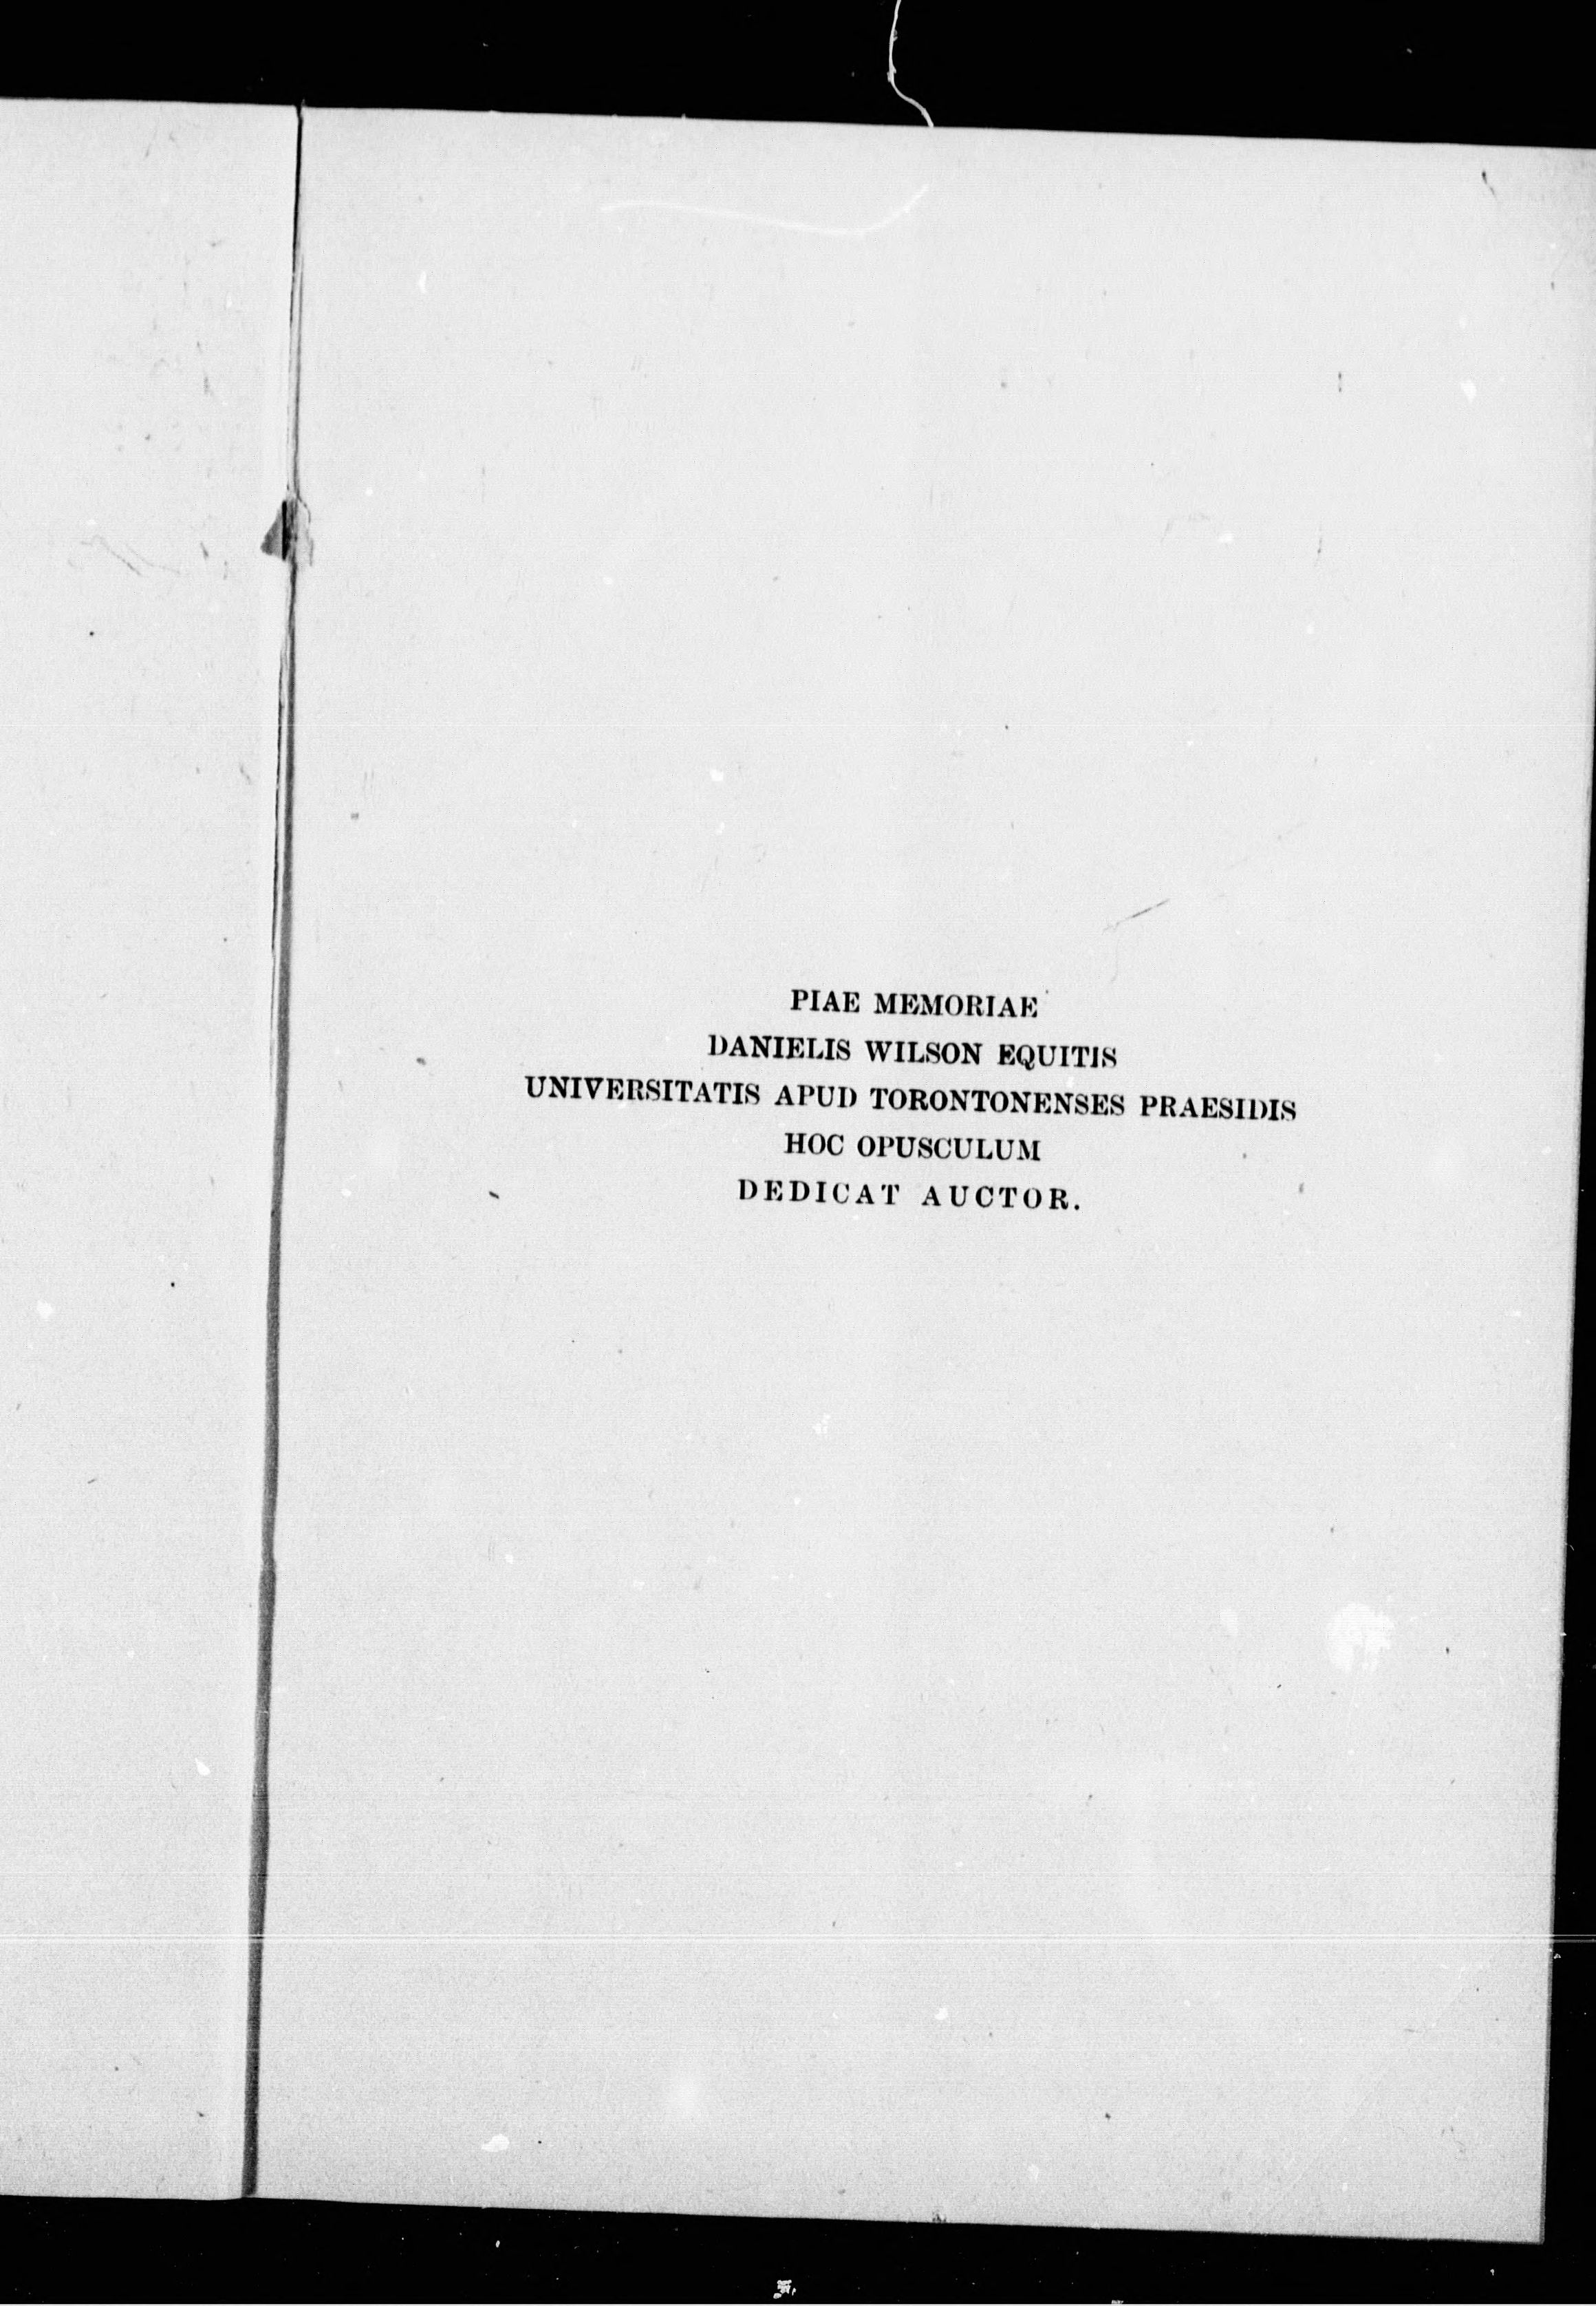 PIAE MEMORIAE
DANIELIS WILSON EQUITIS
UNIVERSITATIS APUD TORONTONENSES PRAESIDIS
HOC OPUSCULUM
DEDICAT AUCTOR.